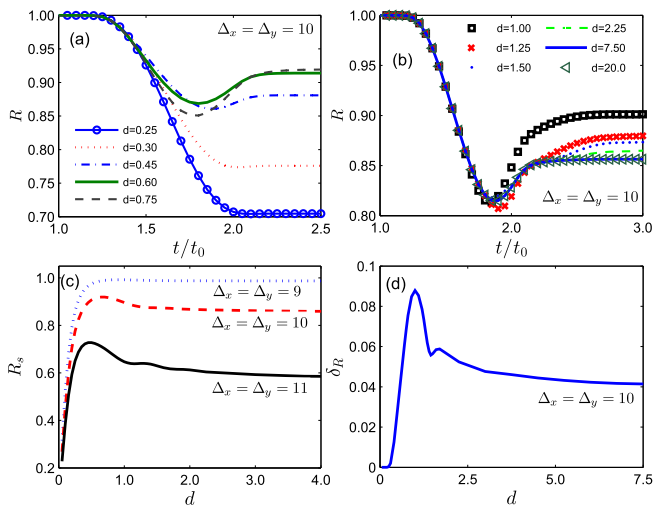 (a)
Δx = Δy = 10
1.00
0.95
0.90
0.85
0.80
0.75
0.70
R
d=0.25
d=0.30
d=0.45
d=0.60
d=0.75
1.0
1.5
2.0
2.5
t/t0
(b)
d=1.00
d=1.25
d=1.50
d=2.25
d=7.50
d=20.0
1.00
0.95
0.90
0.85
0.80
R
Δx = Δy = 10
1.0
2.0
3.0
t/t0
(c)
1.0
0.8
0.6
0.4
0.2
Rs
Δx = Δy = 9
Δx = Δy = 10
Δx = Δy = 11
0
1.0
2.0
3.0
4.0
d
(d)
0.1
0.08
0.06
0.04
0.02
0
δR
Δx = Δy = 10
0
2.5
5.0
7.5
d